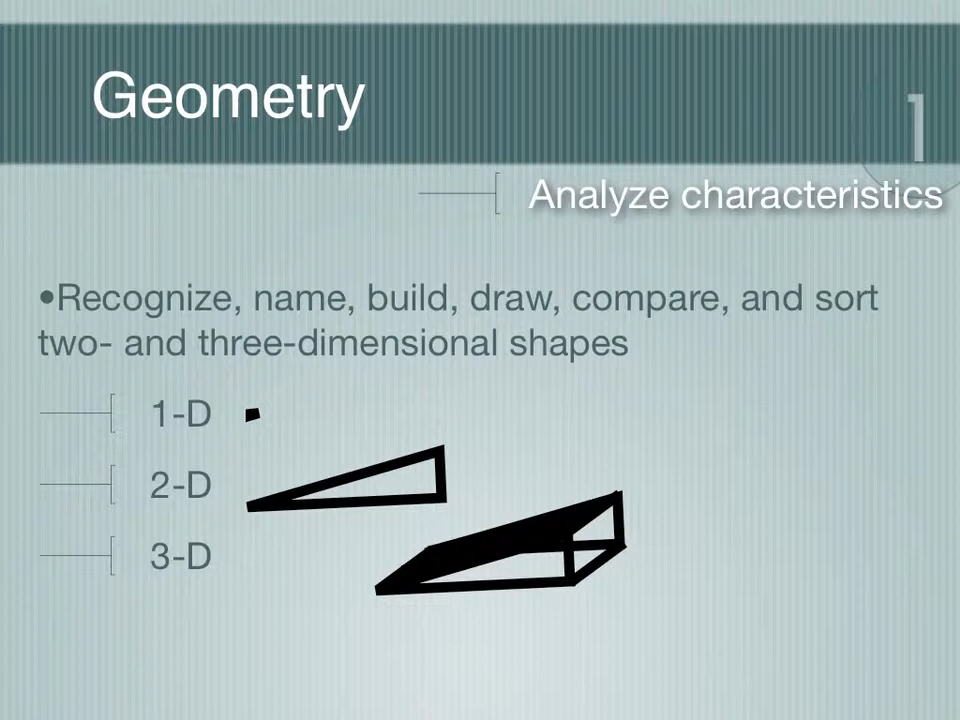 Geometry
1
Analyze characteristics
•Recognize, name, build, draw, compare, and sort
two- and three-dimensional shapes
1-D
2-D
3-D